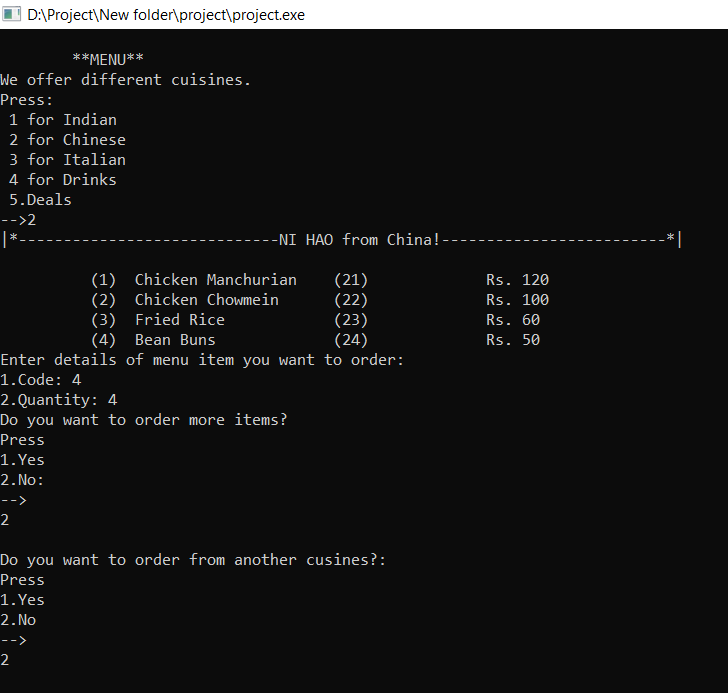 D:\Project\New folder\project\project.exe
**MENU**
We offer different cuisines.
Press:
1 for Indian
2 for Chinese
3 for Italian
4 for Drinks
5.Deals
-->2
|*-----------------------------NI HAO from China!-------------------------*|
(1) Chicken Manchurian (21) Rs. 120
(2) Chicken Chowmein (22) Rs. 100
(3) Fried Rice (23) Rs. 60
(4) Bean Buns (24) Rs. 50
Enter details of menu item you want to order:
1.Code: 4
2.Quantity: 4
Do you want to order more items?
Press
1.Yes
2.No:
-->
2
Do you want to order from another cusines?:
Press
1.Yes
2.No
-->
2